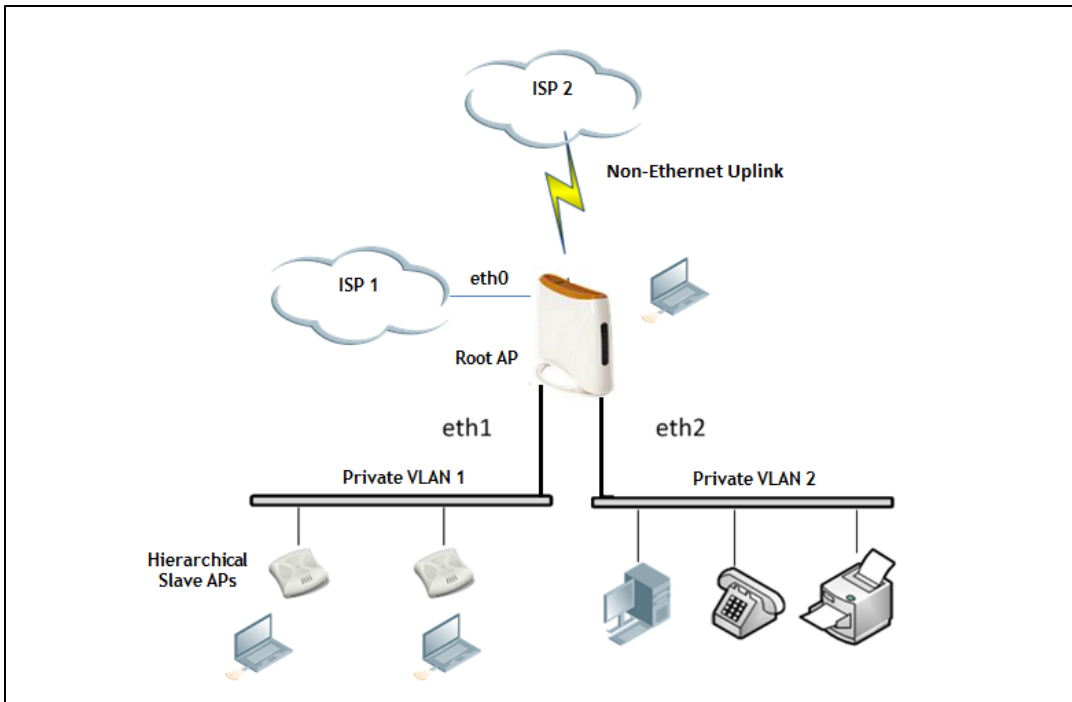 ISP 2
Non-Ethernet Uplink
ISP 1
eth0
Root AP
eth1
eth2
Private VLAN 1
Private VLAN 2
Hierarchical
Slave APs